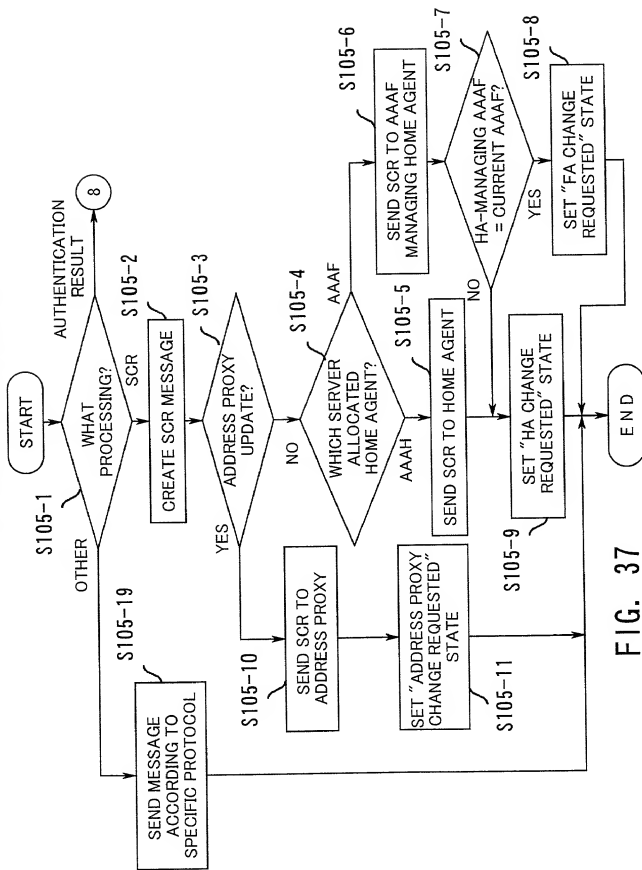 START
S105-1
WHAT
PROCESSING?
AUTHENTICATION
RESULT
8
OTHER
SCR
S105-2
CREATE SCR MESSAGE
S105-3
ADDRESS PROXY
UPDATE?
YES
NO
S105-4
WHICH SERVER
ALLOCATED
HOME AGENT?
AAAF
AAAH
S105-5
SEND SCR TO HOME AGENT
S105-6
SEND SCR TO AAAF
MANAGING HOME AGENT
S105-7
HA-MANAGING AAAF
= CURRENT AAAF?
NO
YES
S105-8
SET "FA CHANGE
REQUESTED" STATE
S105-9
SET "HA CHANGE
REQUESTED" STATE
S105-10
SEND SCR TO
ADDRESS PROXY
S105-11
SET "ADDRESS PROXY
CHANGE REQUESTED"
STATE
S105-19
SEND MESSAGE
ACCORDING TO
SPECIFIC PROTOCOL
END
FIG. 37